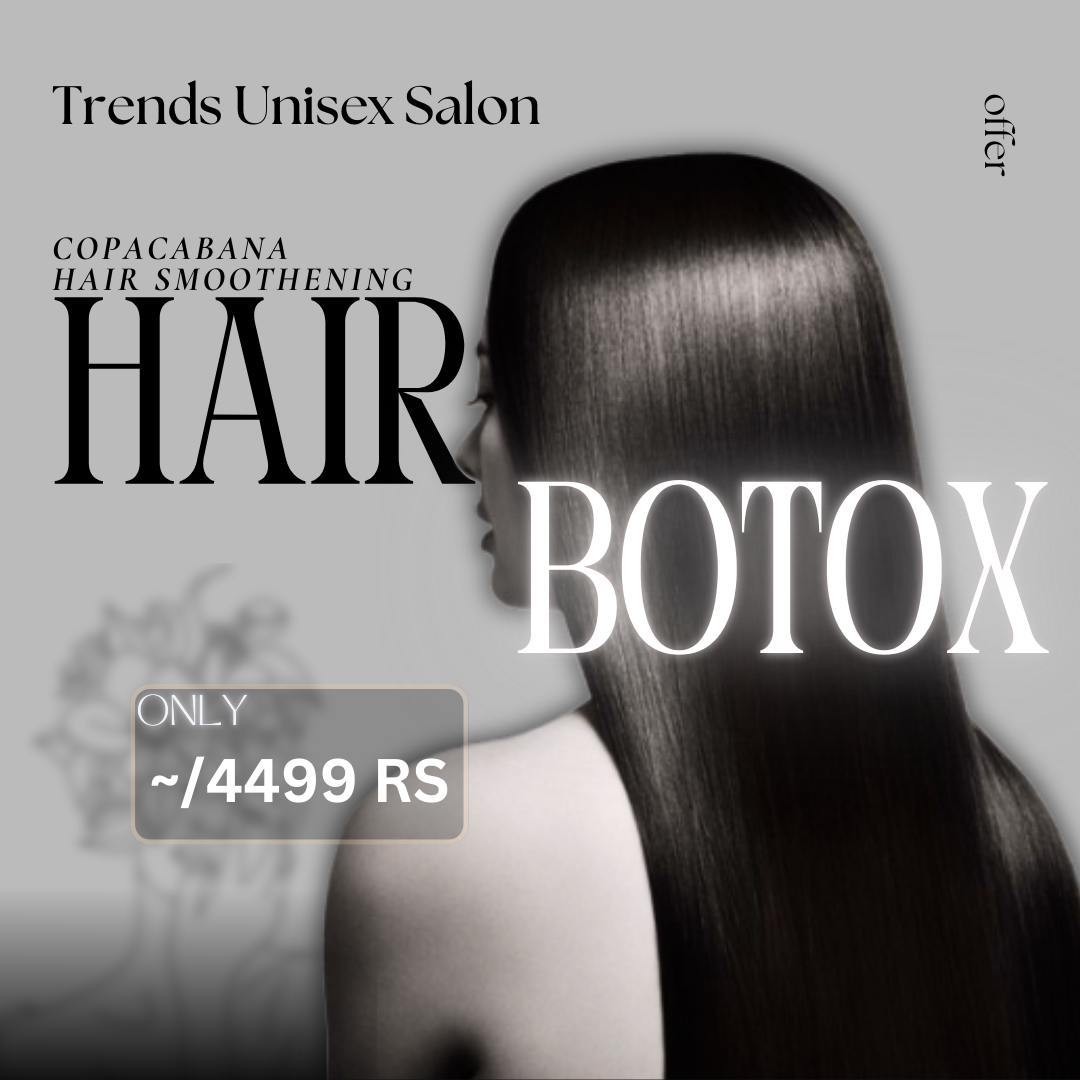 Trends Unisex Salon
offer
COPACABANA
HAIR SMOOTHENING
HAIR
BOTOX
ONLY
~/4499 RS